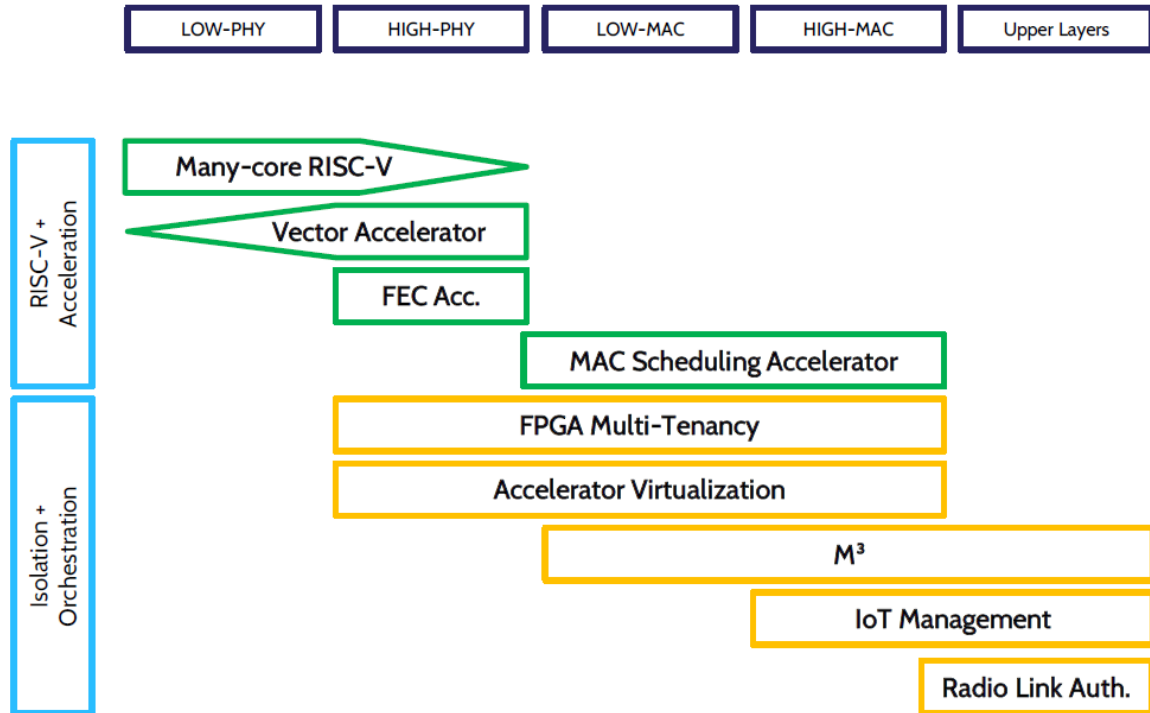 LOW-PHY
HIGH-PHY
LOW-MAC
HIGH-MAC
Upper Layers
RISC-V +
Acceleration
Many-core RISC-V
Vector Accelerator
FEC Acc.
MAC Scheduling Accelerator
Isolation +
Orchestration
FPGA Multi-Tenancy
Accelerator Virtualization
M³
IoT Management
Radio Link Auth.